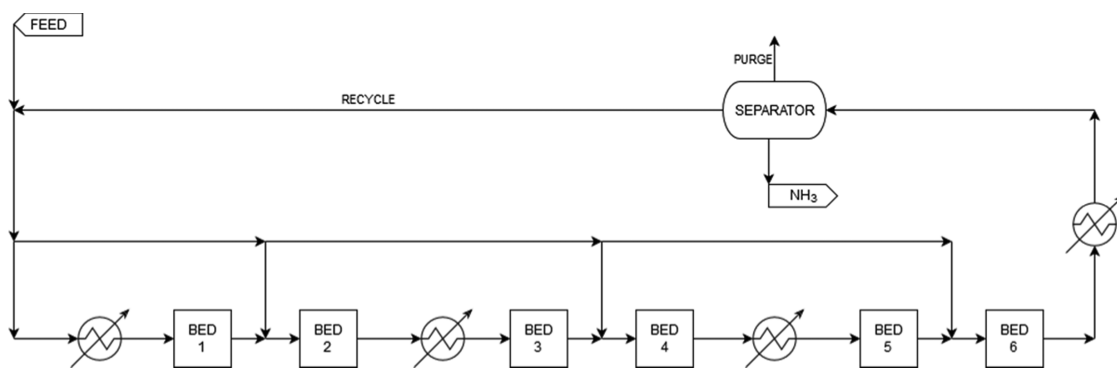 FEED
PURGE
RECYCLE
SEPARATOR
NH₃
BED
1
BED
2
BED
3
BED
4
BED
5
BED
6